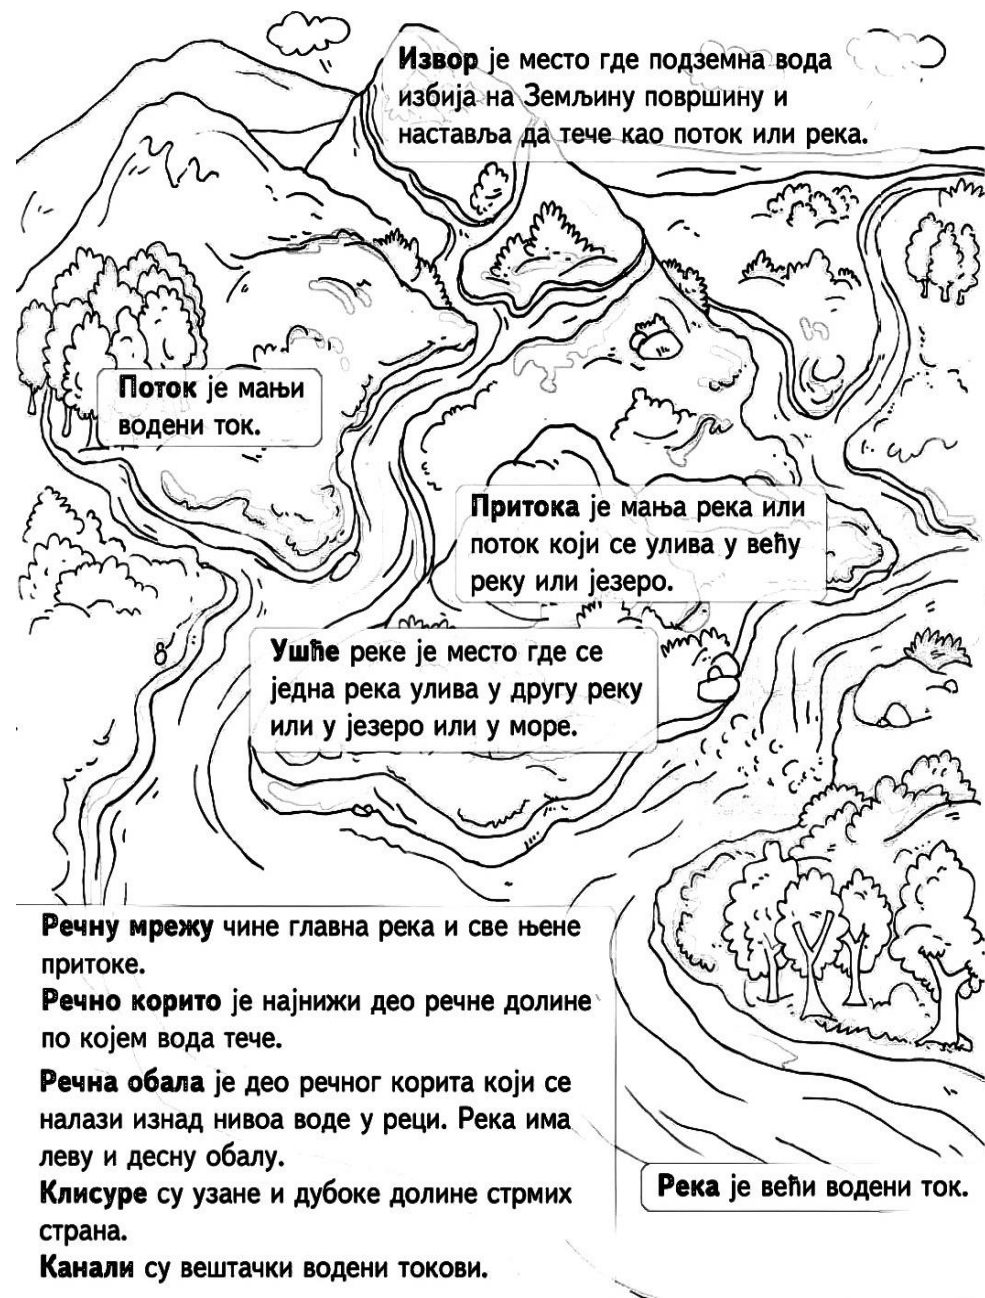 Извор је место где подземна вода
избија на Земљину површину и
наставља да тече као поток или река.
Поток је мањи
водени ток.
Притока је мања река или
поток који се улива у већу
реку или језеро.
Ушће реке је место где се
једна река улива у другу реку
или у језеро или у море.
Речну мрежу чине главна река и све њене
притоке.
Речно корито је најнижи део речне долине
по којем вода тече.
Речна обала је део речног корита који се
налази изнад нивоа воде у реци. Река има
леву и десну обалу.
Клисуре су узане и дубоке долине стрмих
страна.
Канали су вештачки водени токови.
Река је већи водени ток.